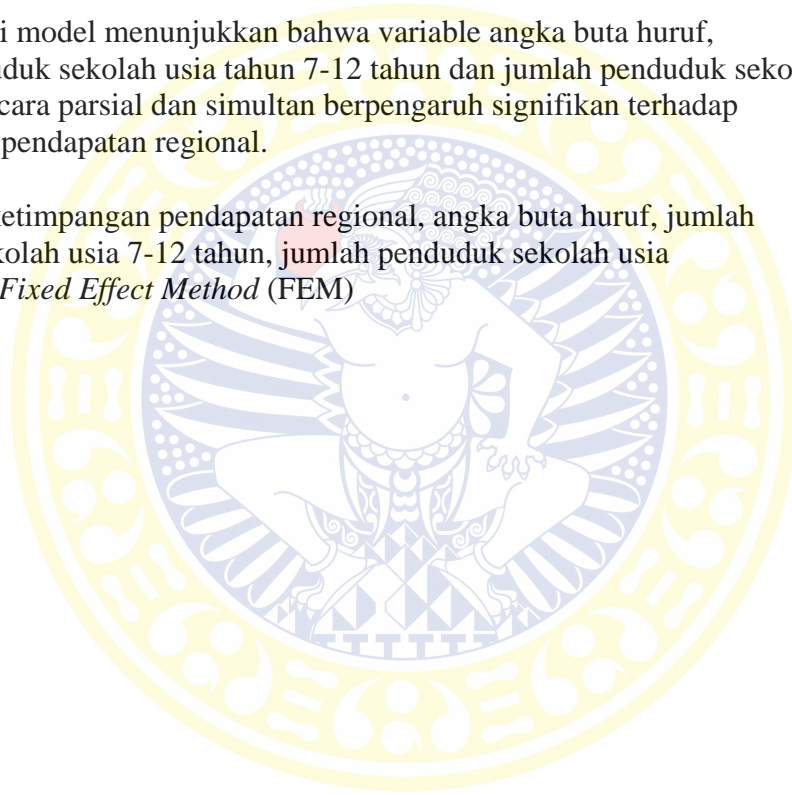 i model menunjukkan bahwa variable angka buta huruf,
duk sekolah usia tahun 7-12 tahun dan jumlah penduduk seko
cara parsial dan simultan berpengaruh signifikan terhadap
pendapatan regional.
ketimpangan pendapatan regional, angka buta huruf, jumlah
kolah usia 7-12 tahun, jumlah penduduk sekolah usia
Fixed Effect Method (FEM)